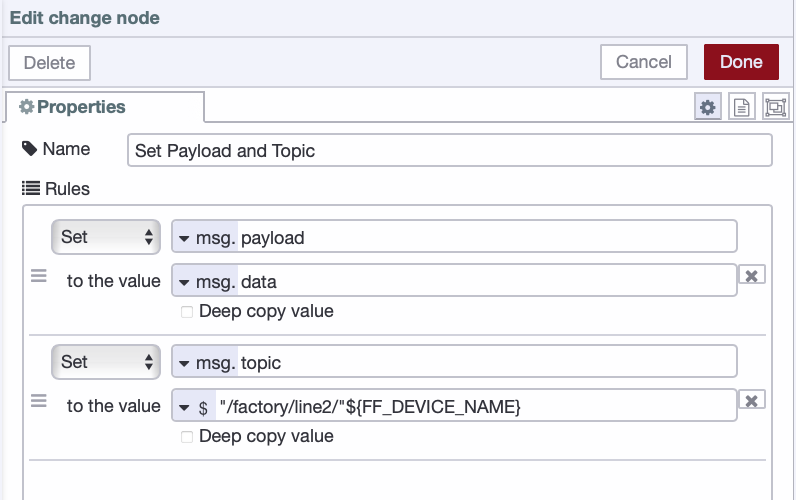 Edit change node
Delete
Cancel
Done
Properties
Name
Set Payload and Topic
Rules
Set
msg. payload
to the value
msg. data
Deep copy value
Set
msg. topic
to the value
$ "/factory/line2/"${FF_DEVICE_NAME}
Deep copy value